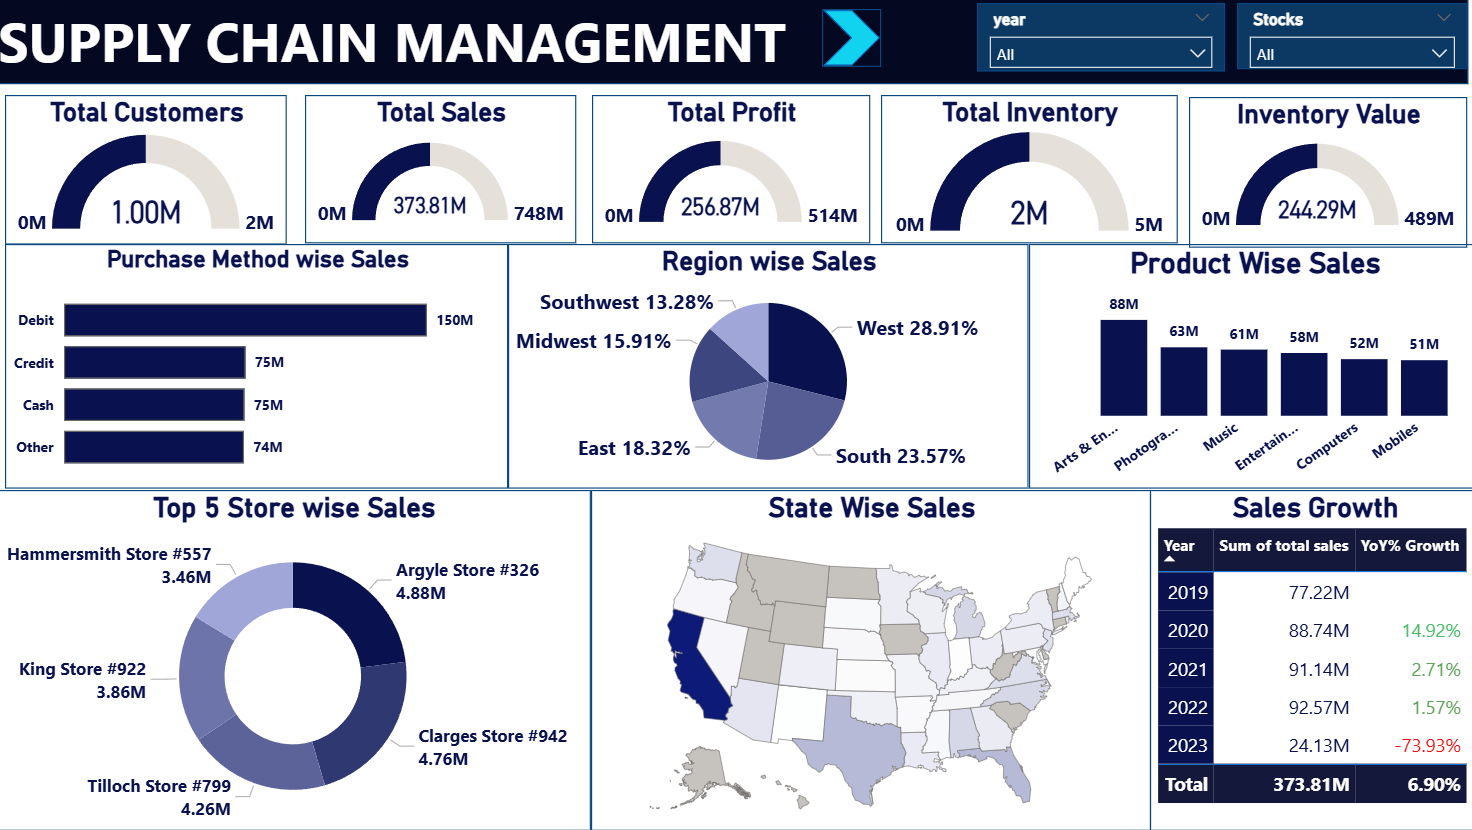 SUPPLY CHAIN MANAGEMENT
year
All
Stocks
All
Total Customers
1.00M
0M
2M
Total Sales
373.81M
0M
748M
Total Profit
256.87M
0M
514M
Total Inventory
2M
0M
5M
Inventory Value
244.29M
0M
489M
Purchase Method wise Sales
Debit 150M
Credit 75M
Cash 75M
Other 74M
Region wise Sales
Southwest 13.28%
West 28.91%
Midwest 15.91%
East 18.32%
South 23.57%
Product Wise Sales
88M
63M
61M
58M
52M
51M
Arts & En...
Photogra...
Music
Entertain...
Computers
Mobiles
Top 5 Store wise Sales
Hammersmith Store #557
3.46M
Argyle Store #326
4.88M
King Store #922
3.86M
Clarges Store #942
4.76M
Tilloch Store #799
4.26M
State Wise Sales
Sales Growth
Year Sum of total sales YoY% Growth
2019 77.22M
2020 88.74M 14.92%
2021 91.14M 2.71%
2022 92.57M 1.57%
2023 24.13M -73.93%
Total 373.81M 6.90%